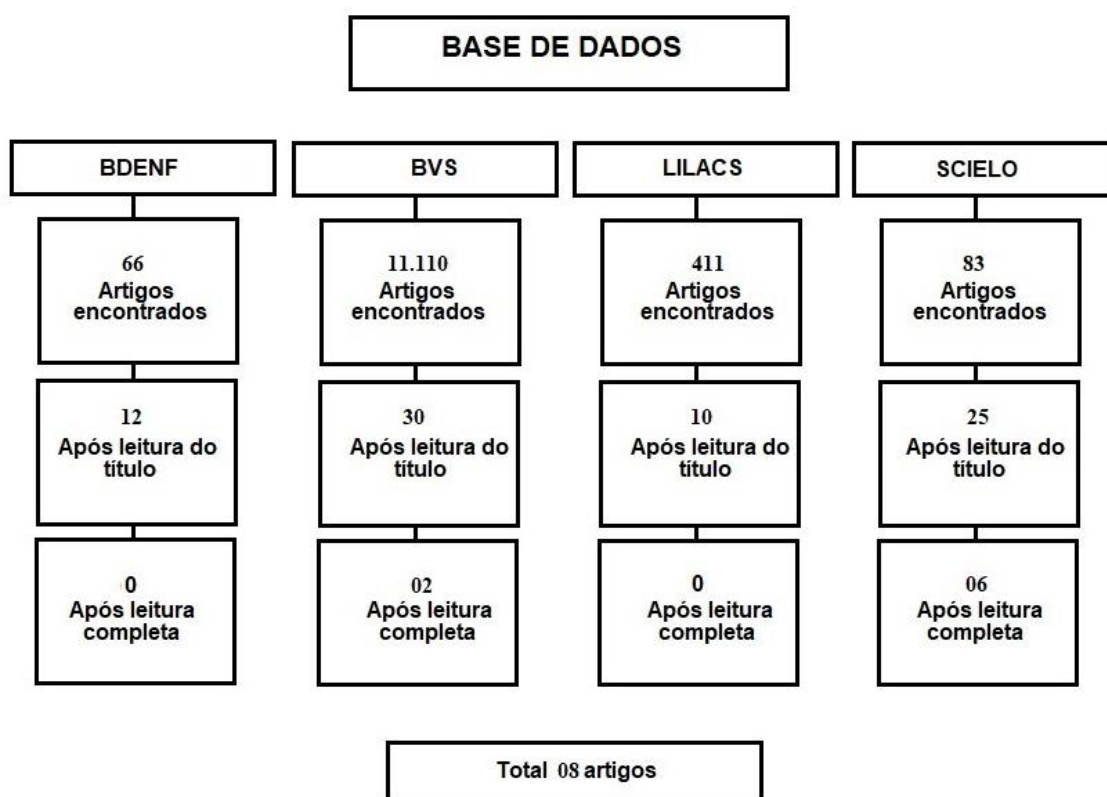 BASE DE DADOS
BDENF
66
Artigos
encontrados
12
Após leitura do
título
0
Após leitura
completa
BVS
11.110
Artigos
encontrados
30
Após leitura do
título
02
Após leitura
completa
LILACS
411
Artigos
encontrados
10
Após leitura do
título
0
Após leitura
completa
SCIELO
83
Artigos
encontrados
25
Após leitura do
título
06
Após leitura
completa
Total 08 artigos